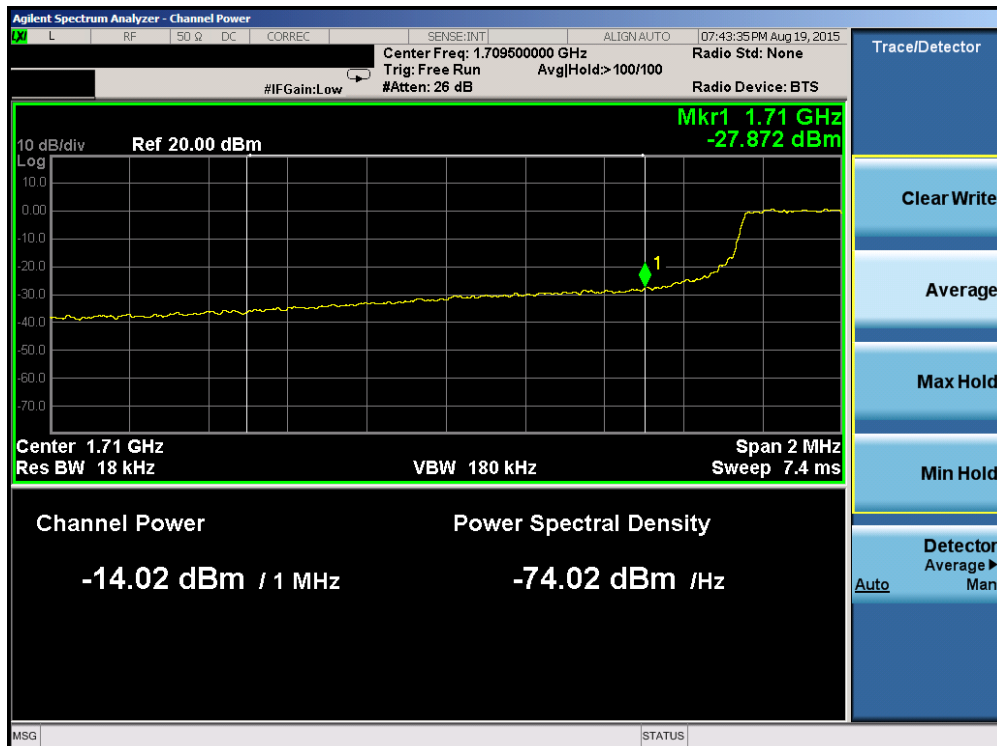 Agilent Spectrum Analyzer - Channel Power
LXI L RF 50 Ω DC CORREC SENSE:INT ALIGN AUTO 07:43:35 PM Aug 19, 2015
Center Freq: 1.709500000 GHz Radio Std: None
Trig: Free Run Avg|Hold:>100/100
#IFGain:Low #Atten: 26 dB Radio Device: BTS
Mkr1 1.71 GHz
-27.872 dBm
10 dB/div Ref 20.00 dBm
Log
10.0
0.00
-10.0
-20.0
-30.0
-40.0
-50.0
-60.0
-70.0
1
Center 1.71 GHz Span 2 MHz
Res BW 18 kHz VBW 180 kHz Sweep 7.4 ms
Channel Power Power Spectral Density
-14.02 dBm / 1 MHz -74.02 dBm /Hz
Trace/Detector
Clear Write
Average
Max Hold
Min Hold
Detector
Average▶
Auto Man
MSG STATUS